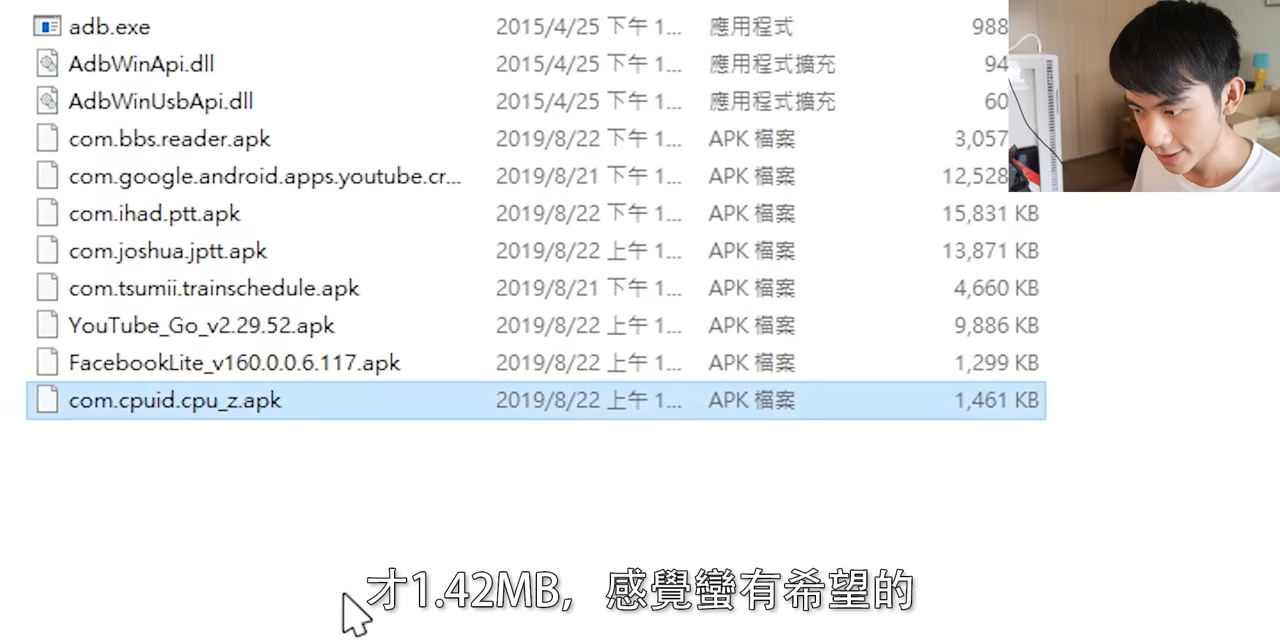 adb.exe 2015/4/25 下午 1... 應用程式 988
AdbWinApi.dll 2015/4/25 下午 1... 應用程式擴充 94
AdbWinUsbApi.dll 2015/4/25 下午 1... 應用程式擴充 60
com.bbs.reader.apk 2019/8/22 下午 1... APK 檔案 3,057
com.google.android.apps.youtube.cr... 2019/8/21 下午 1... APK 檔案 12,528
com.ihad.ptt.apk 2019/8/22 下午 1... APK 檔案 15,831 KB
com.joshua.jptt.apk 2019/8/22 上午 1... APK 檔案 13,871 KB
com.tsumii.trainschedule.apk 2019/8/21 下午 1... APK 檔案 4,660 KB
YouTube_Go_v2.29.52.apk 2019/8/22 上午 1... APK 檔案 9,886 KB
FacebookLite_v160.0.0.6.117.apk 2019/8/22 上午 1... APK 檔案 1,299 KB
com.cpuid.cpu_z.apk 2019/8/22 上午 1... APK 檔案 1,461 KB
才1.42MB, 感覺蠻有希望的